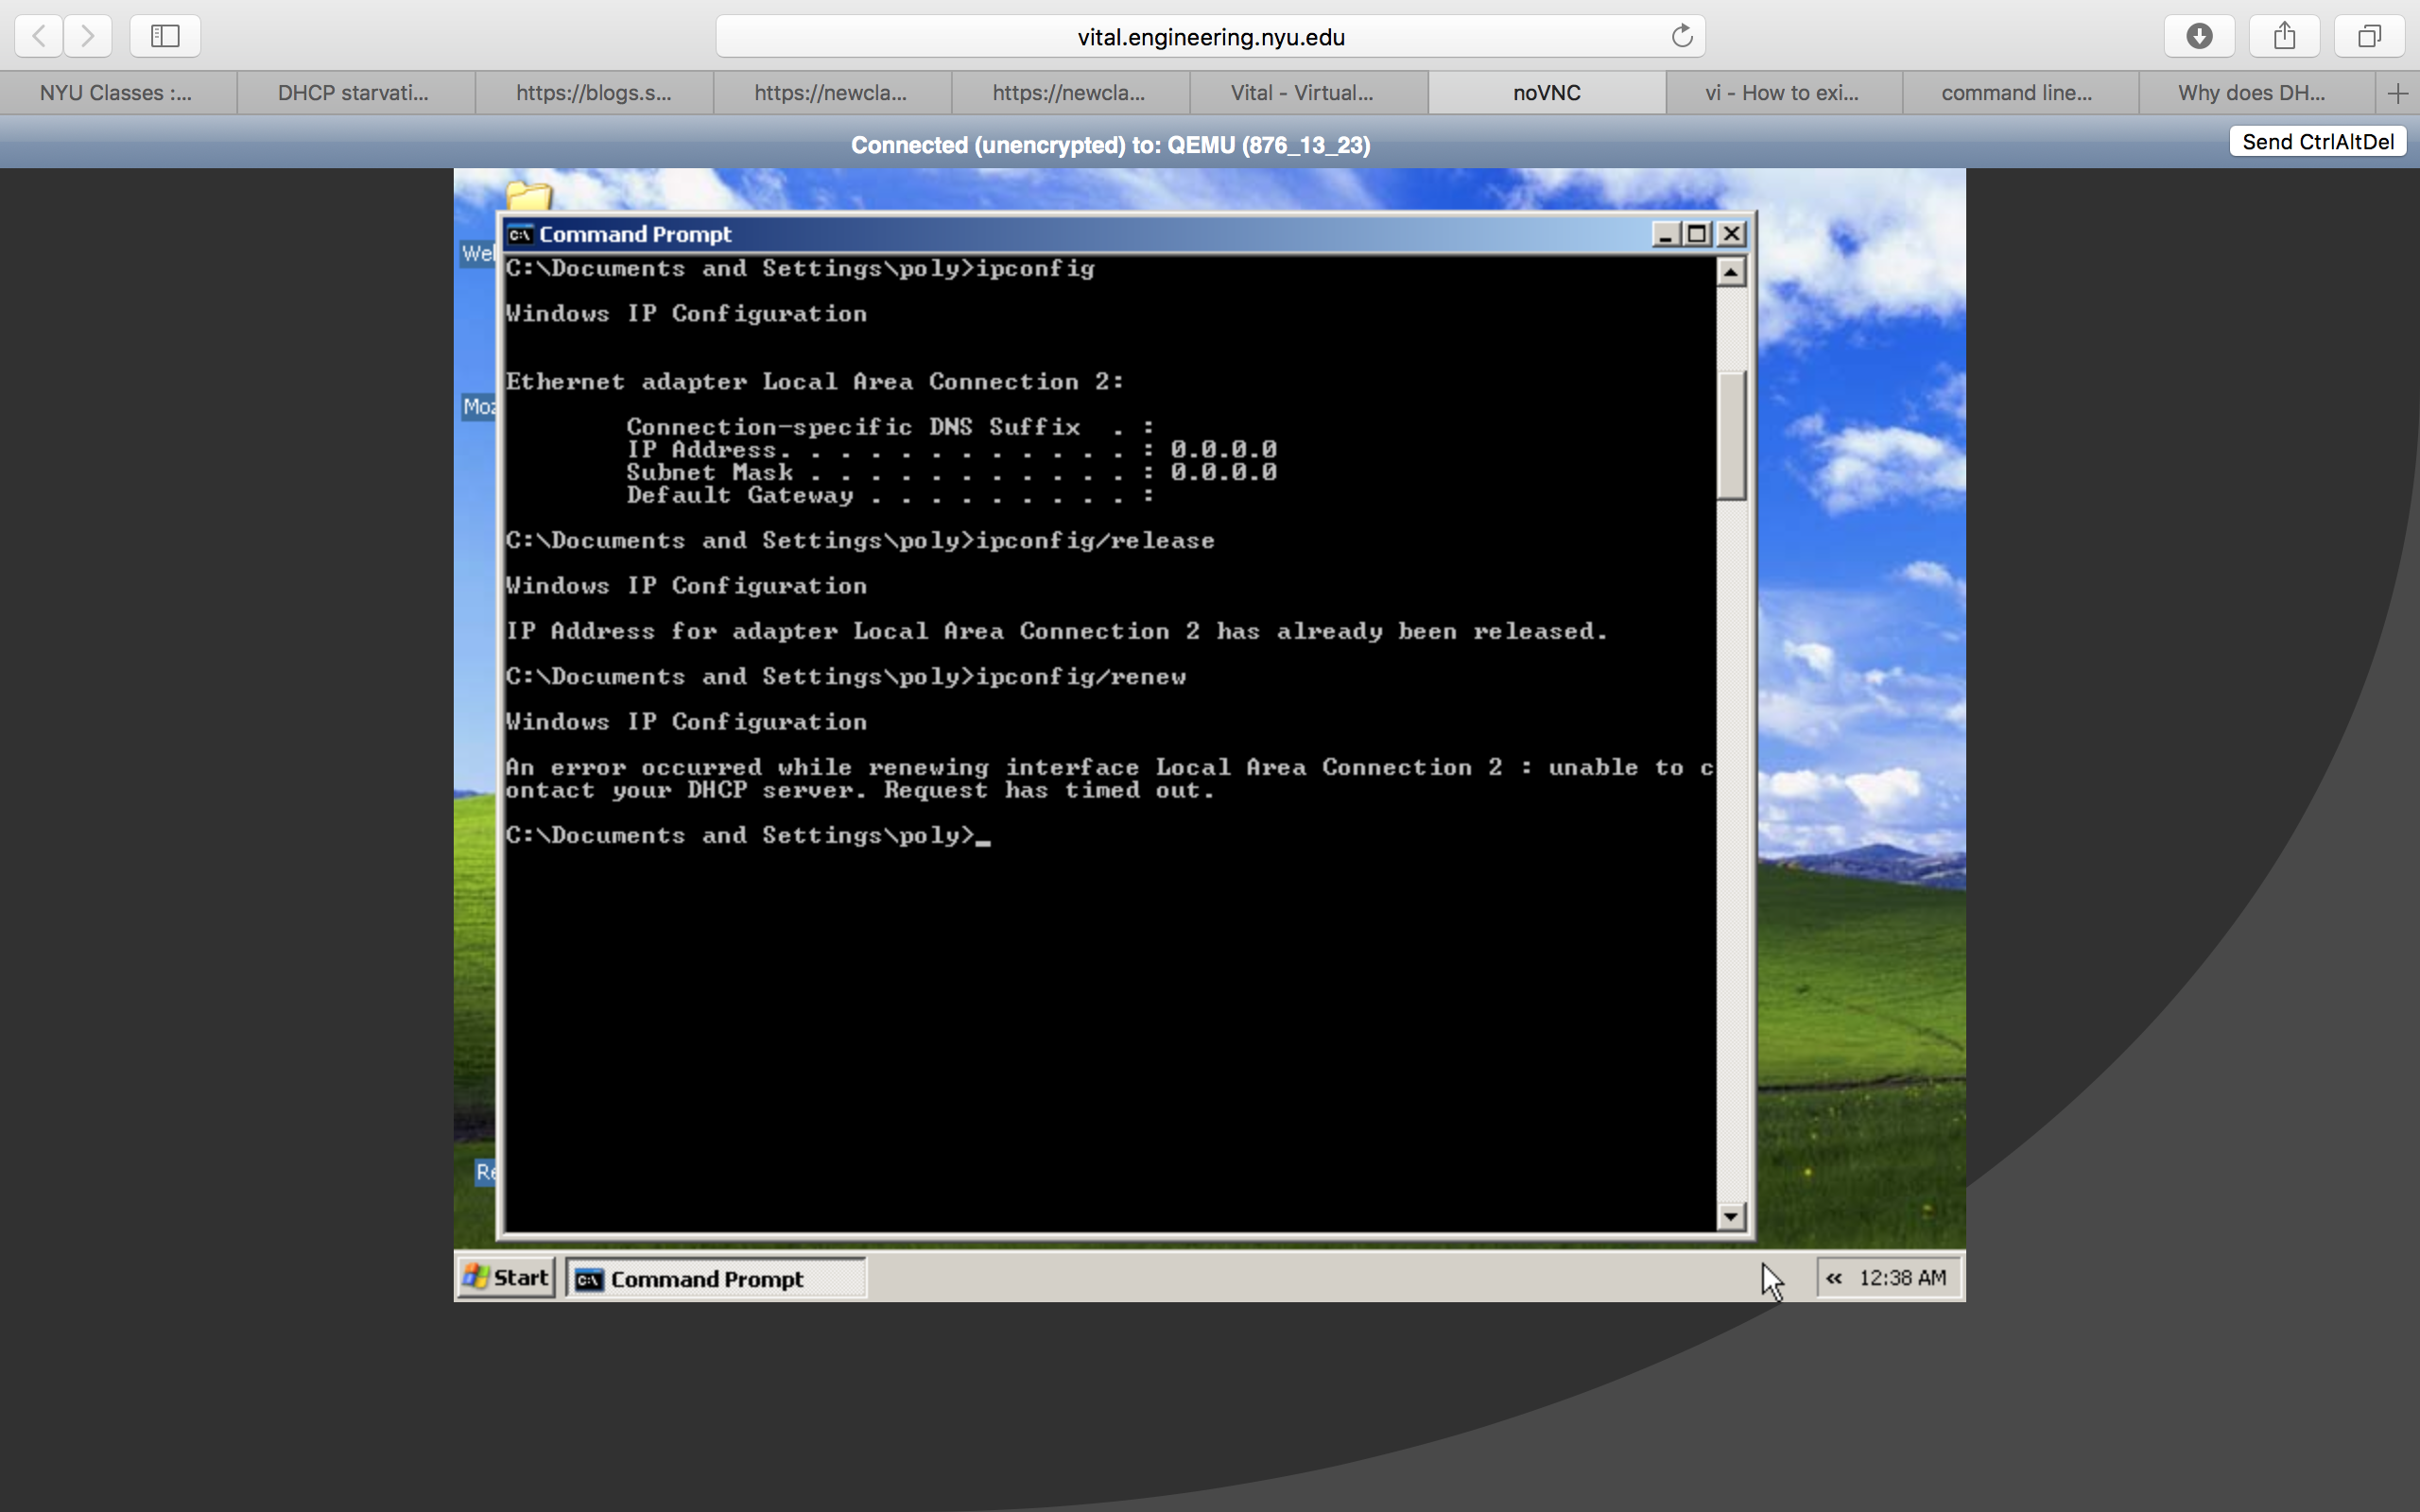 vital.engineering.nyu.edu
NYU Classes :...
DHCP starvati...
https://blogs.s...
https://newcla...
https://newcla...
Vital - Virtual...
noVNC
vi - How to exi...
command line...
Why does DH...
Connected (unencrypted) to: QEMU (876_13_23)
Send CtrlAltDel
Command Prompt
C:\Documents and Settings\poly>ipconfig
Windows IP Configuration
Ethernet adapter Local Area Connection 2:
Connection-specific DNS Suffix  . :
IP Address. . . . . . . . . . . . : 0.0.0.0
Subnet Mask . . . . . . . . . . . : 0.0.0.0
Default Gateway . . . . . . . . . :
C:\Documents and Settings\poly>ipconfig/release
Windows IP Configuration
IP Address for adapter Local Area Connection 2 has already been released.
C:\Documents and Settings\poly>ipconfig/renew
Windows IP Configuration
An error occurred while renewing interface Local Area Connection 2 : unable to c
ontact your DHCP server. Request has timed out.
C:\Documents and Settings\poly>_
Wel
Moz
Re
Start
Command Prompt
« 12:38 AM